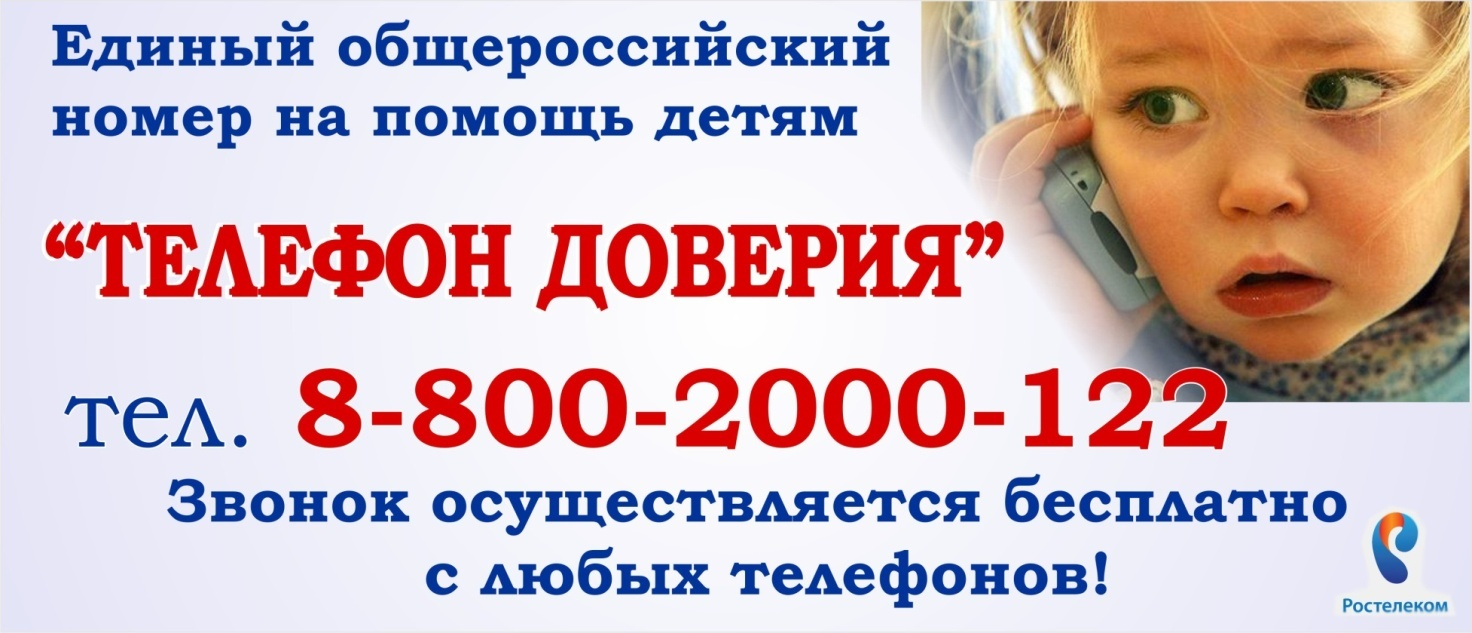 Единый общероссийский
номер на помощь детям
“ТЕЛЕФОН ДОВЕРИЯ”
тел. 8-800-2000-122
Звонок осуществляется бесплатно
с любых телефонов!
Ростелеком